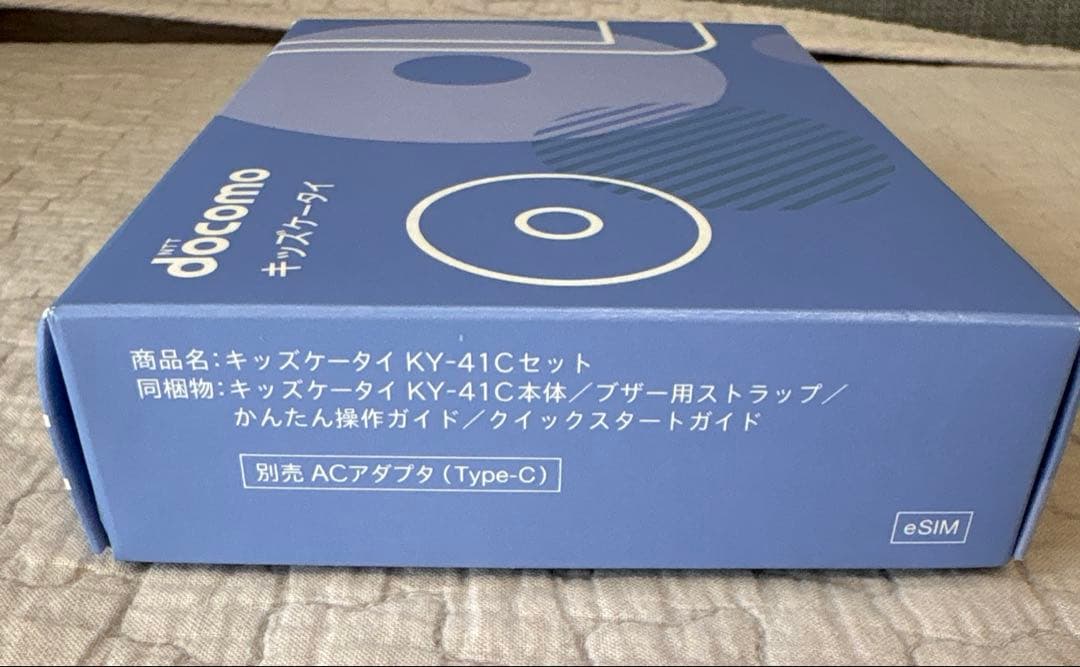 NTT
docomo
キッズケータイ
商品名:キッズケータイ KY-41Cセット
同梱物:キッズケータイ KY-41C本体/ブザー用ストラップ/
かんたん操作ガイド/クイックスタートガイド
別売 ACアダプタ(Type-C)
eSIM